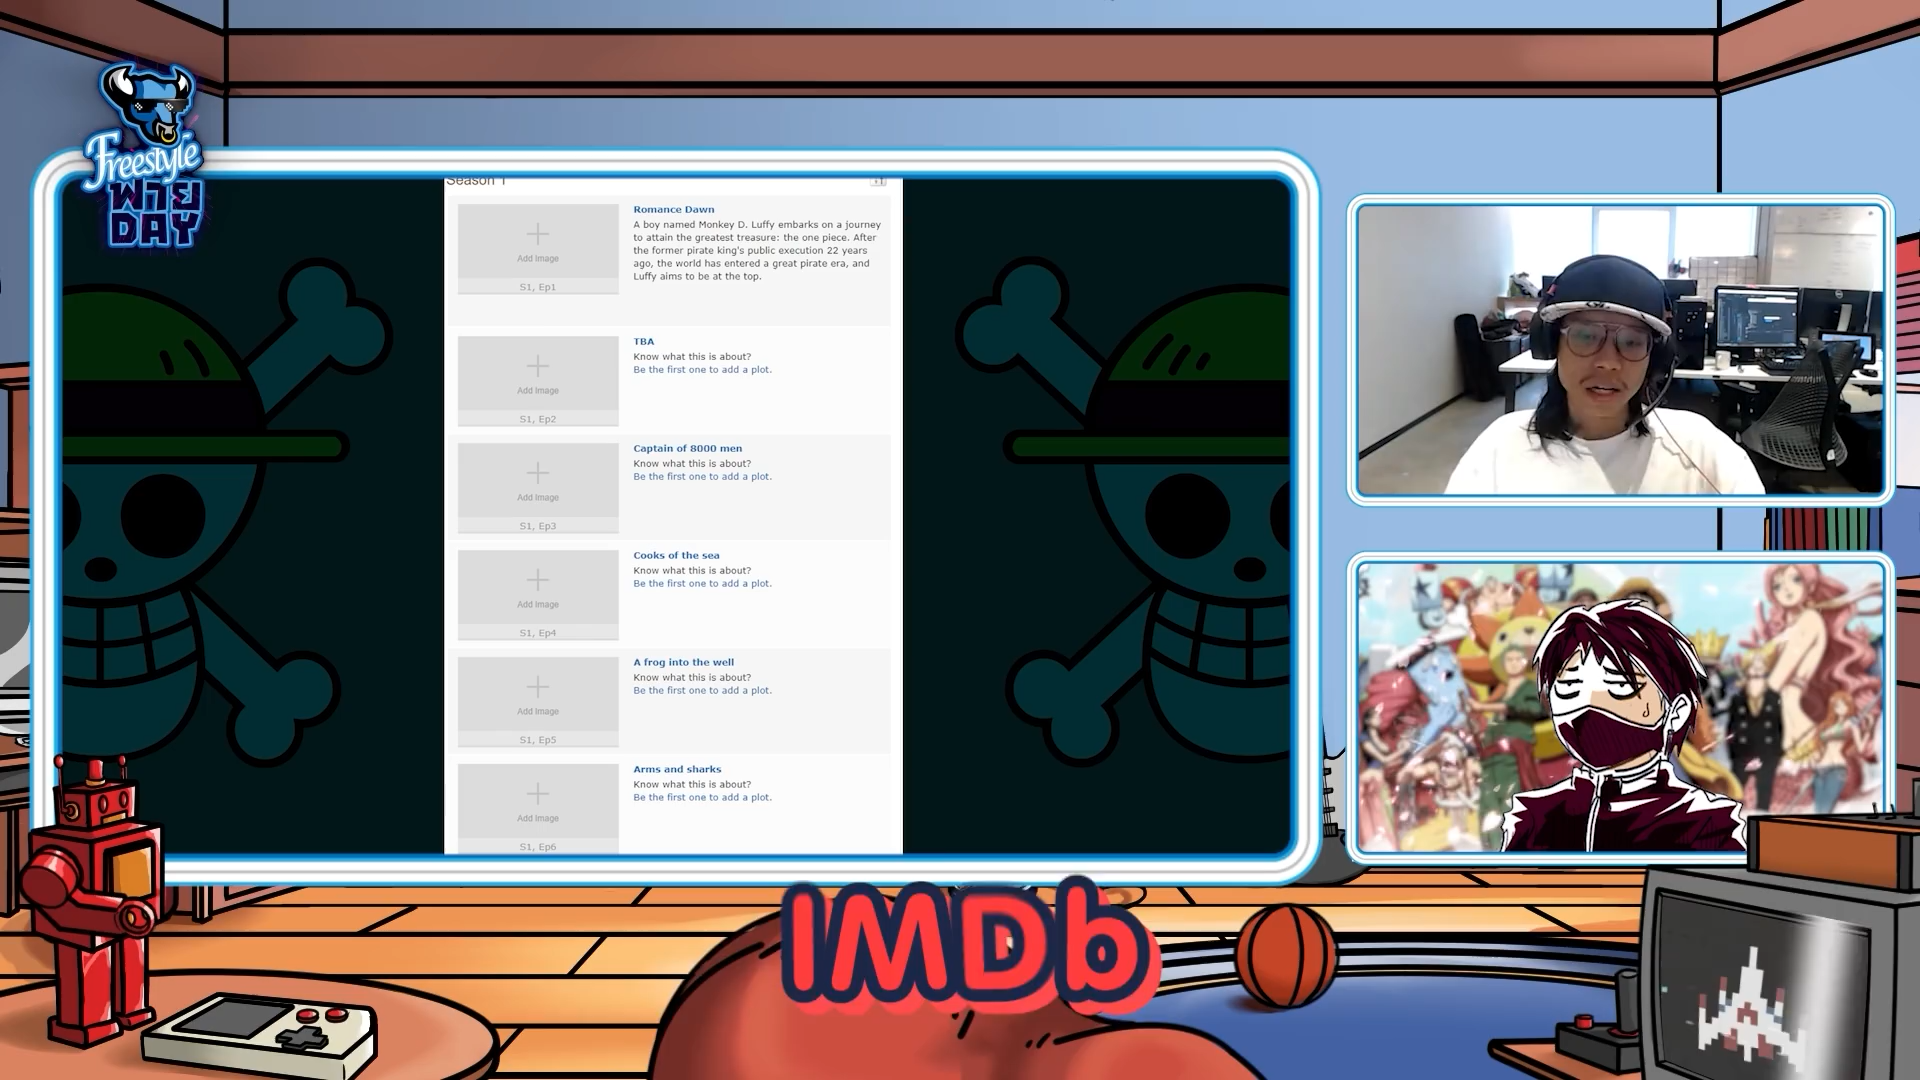 Freestyle
พาย
DAY
Season 1
Romance Dawn
A boy named Monkey D. Luffy embarks on a journey
to attain the greatest treasure: the one piece. After
the former pirate king's public execution 22 years
ago, the world has entered a great pirate era, and
Luffy aims to be at the top.
Add Image
S1, Ep1
TBA
Know what this is about?
Be the first one to add a plot.
Add Image
S1, Ep2
Captain of 8000 men
Know what this is about?
Be the first one to add a plot.
Add Image
S1, Ep3
Cooks of the sea
Know what this is about?
Be the first one to add a plot.
Add Image
S1, Ep4
A frog into the well
Know what this is about?
Be the first one to add a plot.
Add Image
S1, Ep5
Arms and sharks
Know what this is about?
Be the first one to add a plot.
Add Image
S1, Ep6
IMDb